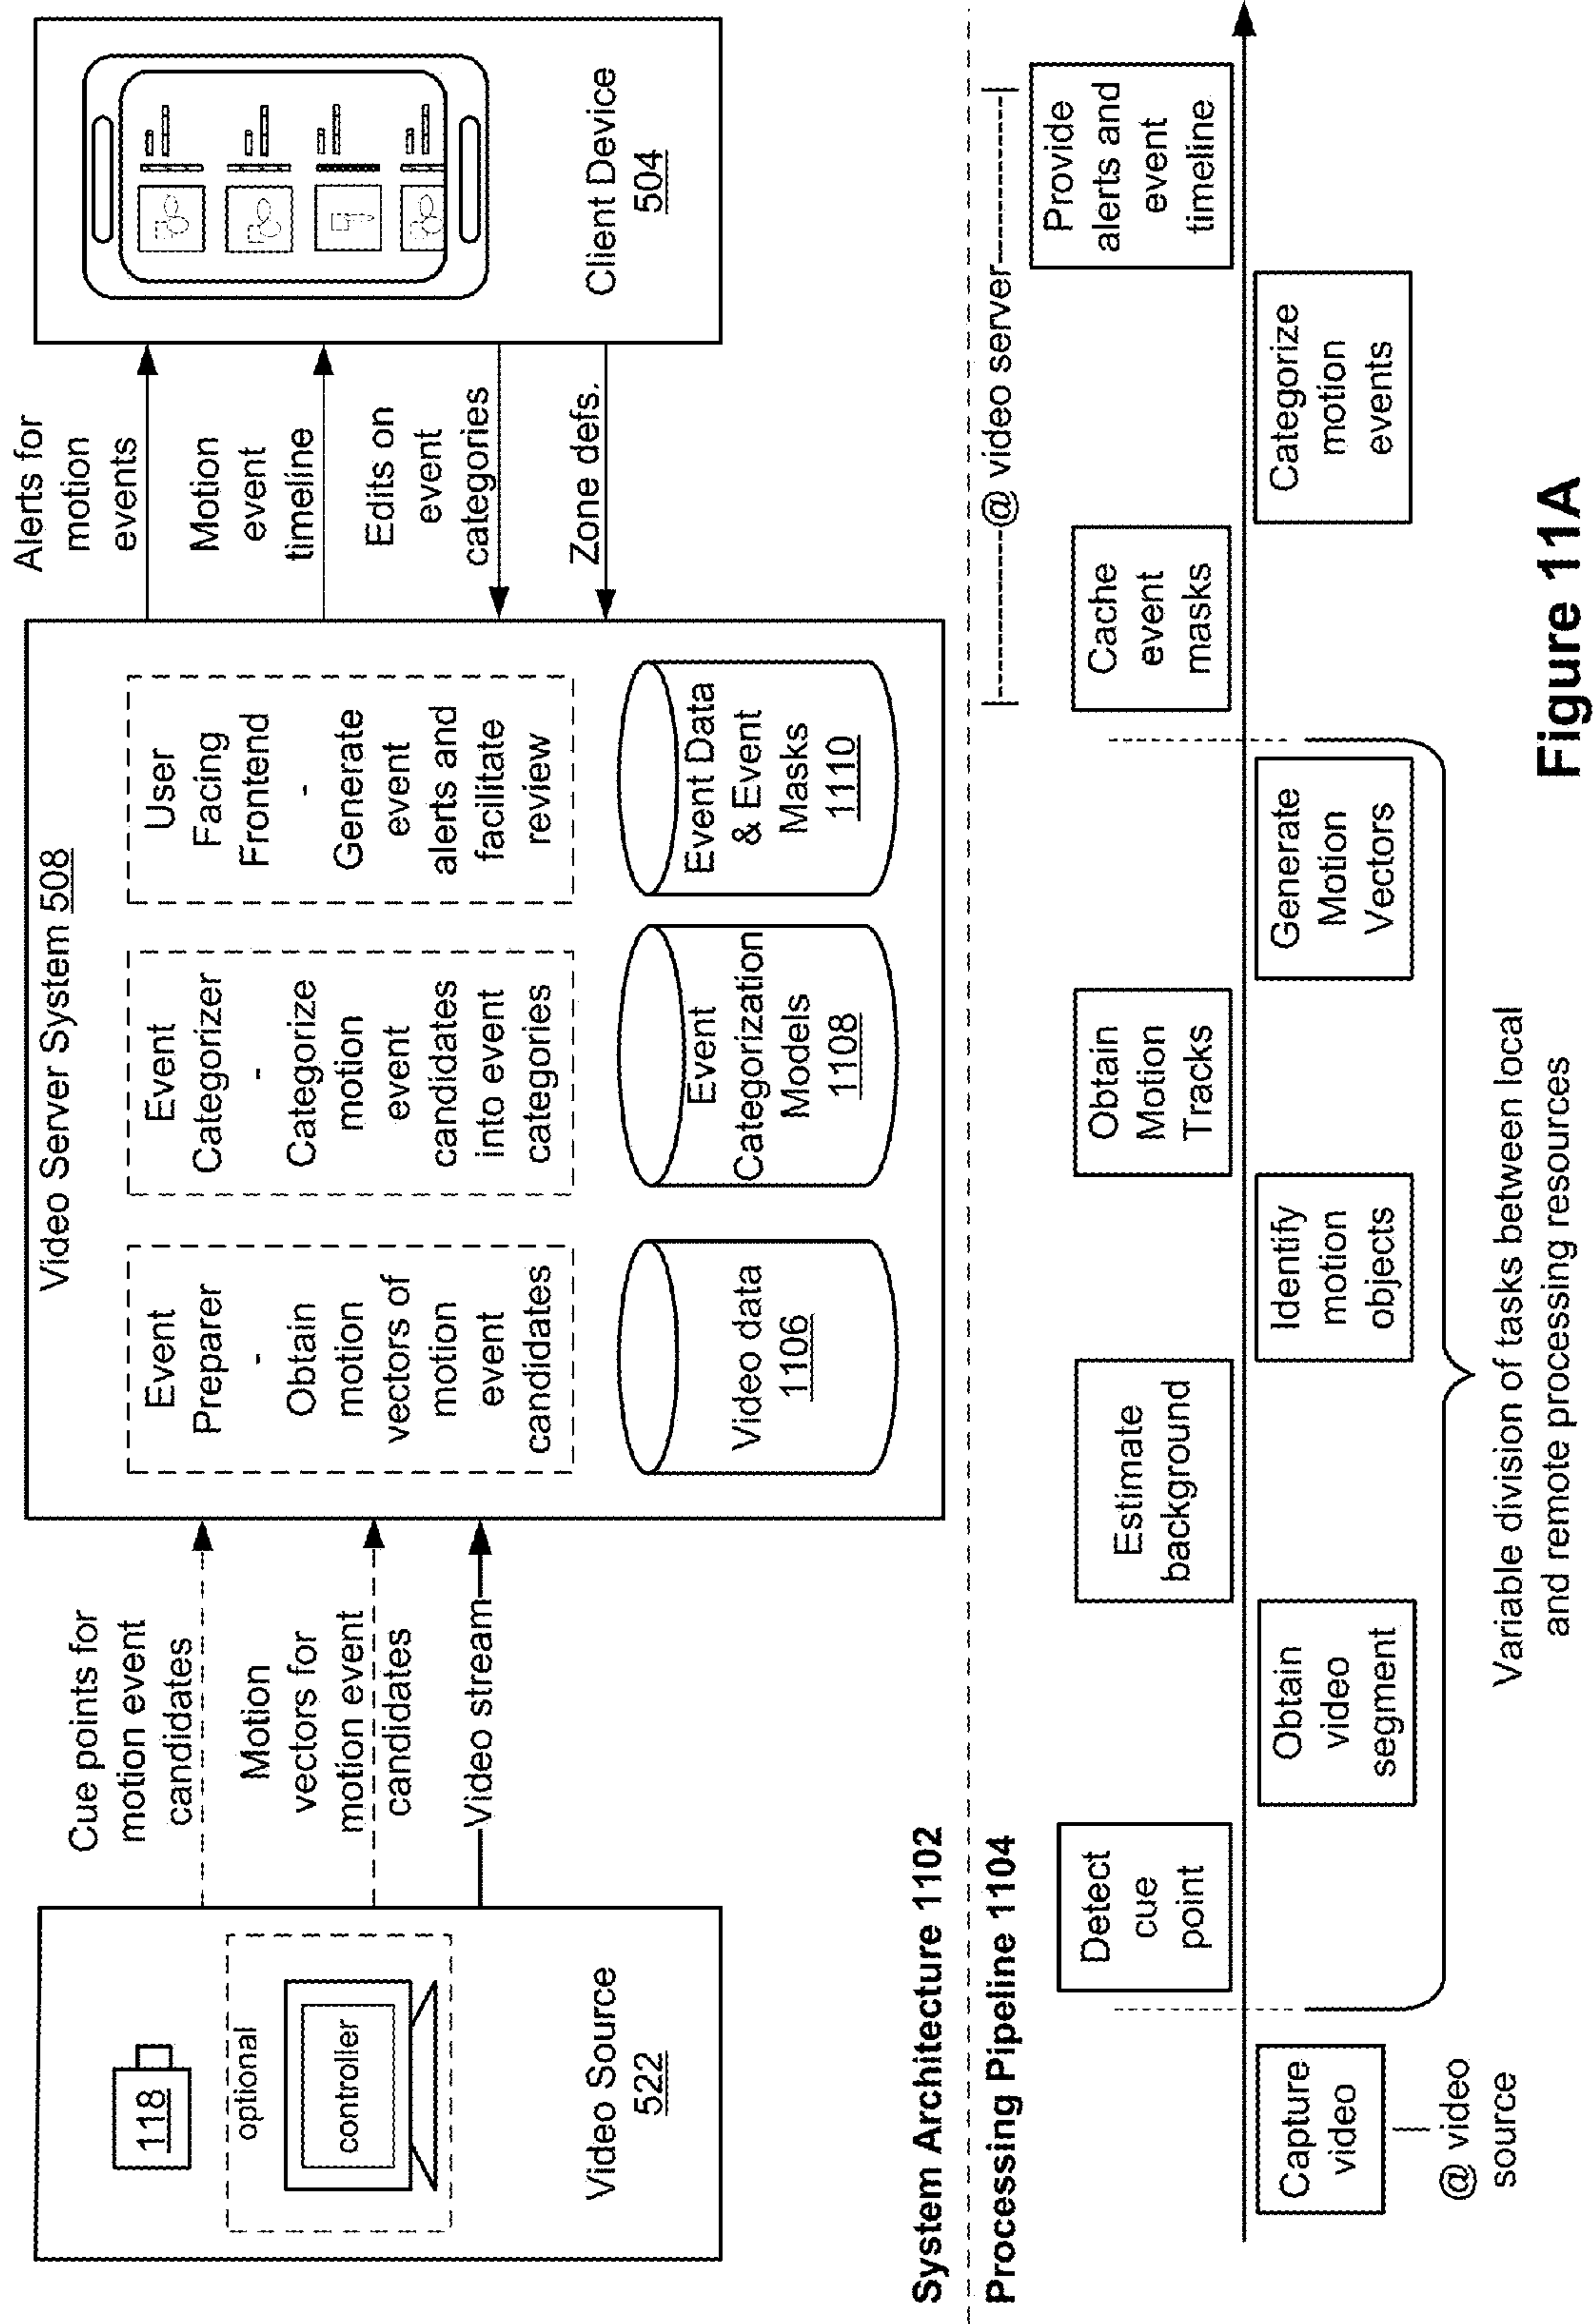 118
optional
controller
Video Source
522
Cue points for
motion event
candidates
Motion
vectors for
motion event
candidates
Video stream
Video Server System 508
Event
Preparer
-
Obtain
motion
vectors of
motion
event
candidates
Event
Categorizer
-
Categorize
motion
event
candidates
into event
categories
User
Facing
Frontend
-
Generate
event
alerts and
facilitate
review
Video data
1106
Event
Categorization
Models
1108
Event Data
& Event
Masks
1110
Alerts for
motion
events
Motion
event
timeline
Edits on
event
categories
Zone defs.
Client Device
504
System Architecture 1102
Processing Pipeline 1104
Capture
video
@ video
source
Detect
cue
point
Obtain
video
segment
Estimate
background
Identify
motion
objects
Obtain
Motion
Tracks
Generate
Motion
Vectors
Variable division of tasks between local
and remote processing resources
@ video server
Cache
event
masks
Categorize
motion
events
Provide
alerts and
event
timeline
Figure 11A